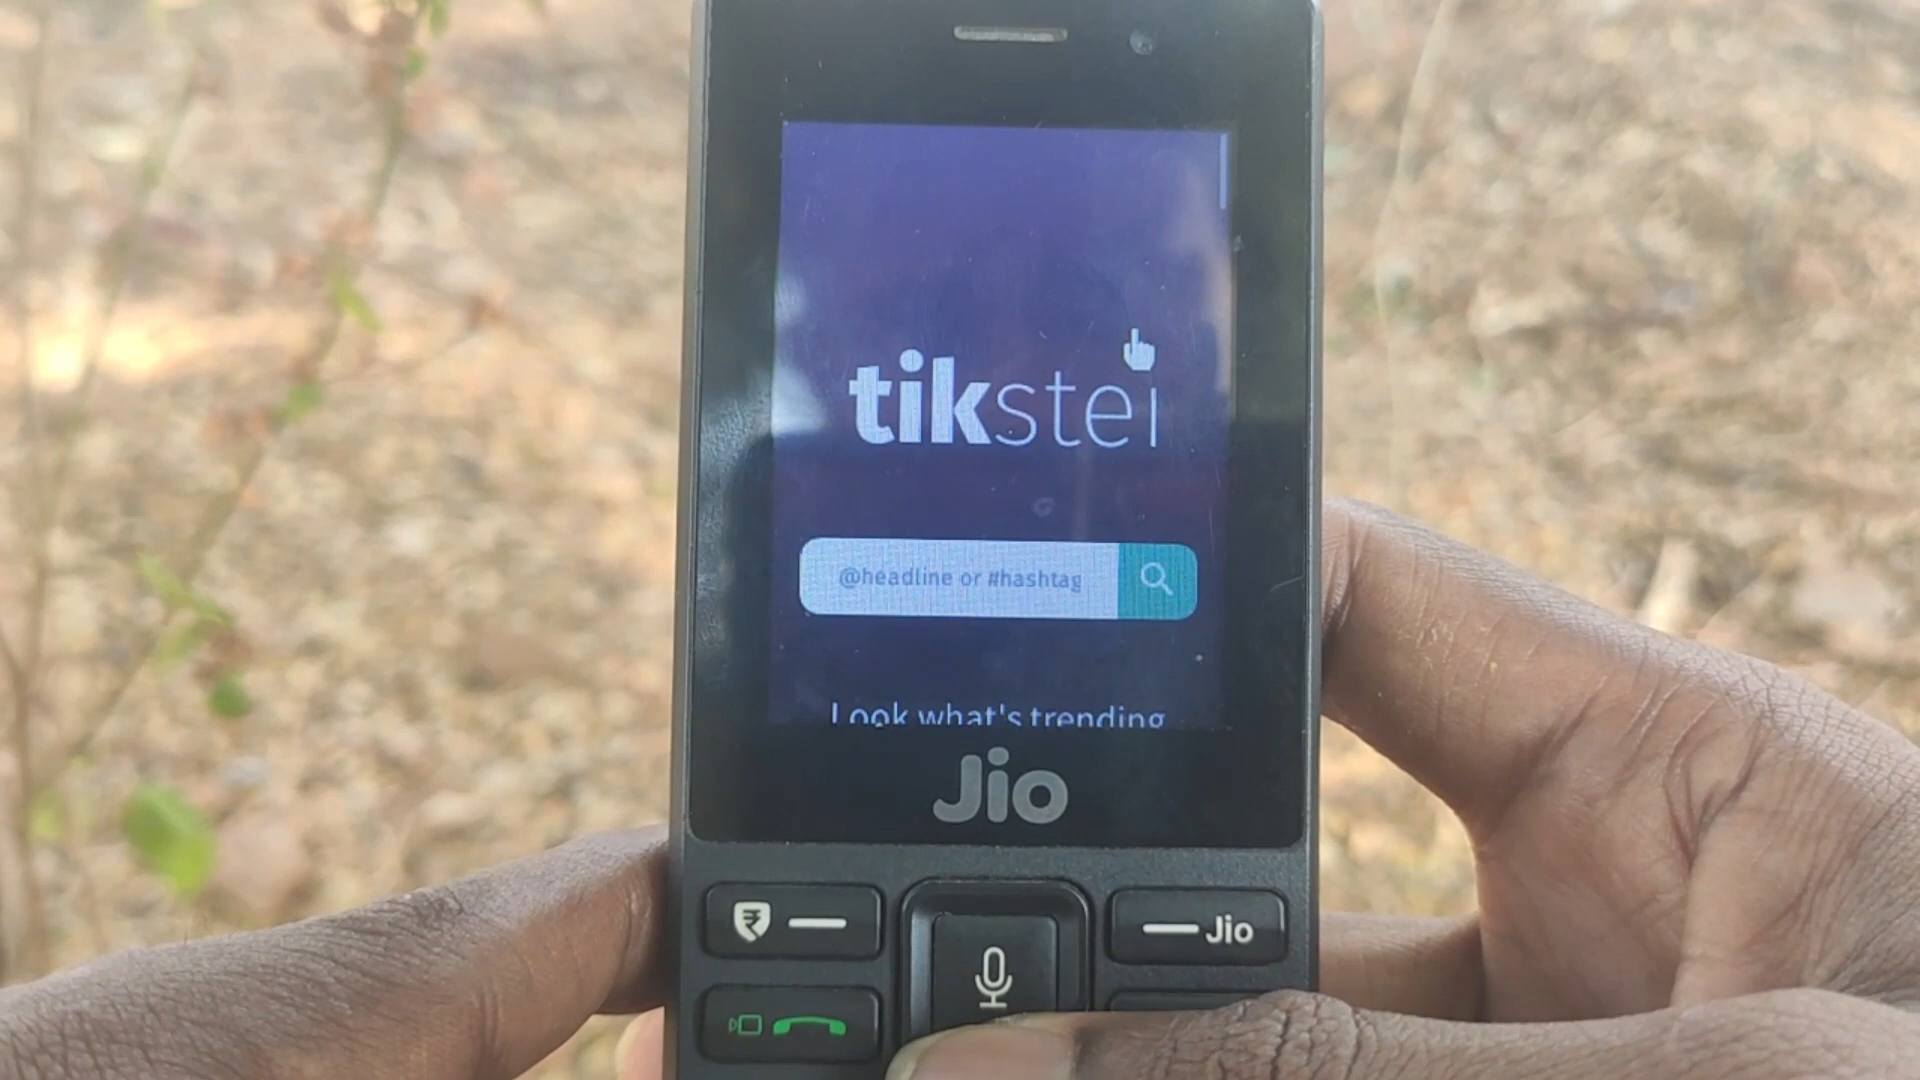 tikstei
@headline or #hashtag
Look what's trending
Jio
Jio